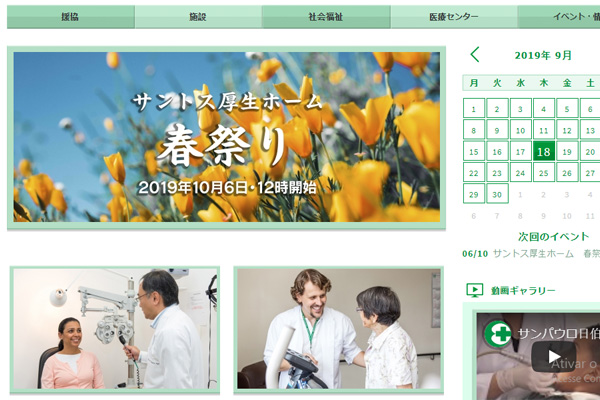 援協
施設
社会福祉
医療センター
イベント・情
サントス厚生ホーム
春祭り
2019年10月6日・12時開始
2019年 9月
月 火 水 木 金 土
1 2 3 4 5 6
8 9 10 11 12 13
15 16 17 18 19 20
22 23 24 25 26 27
29 30 1 2 3 4
6 7 8 9 10 11
次回のイベント
06/10 サントス厚生ホーム 春祭
動画ギャラリー
サンパウロ日伯
Ativar o